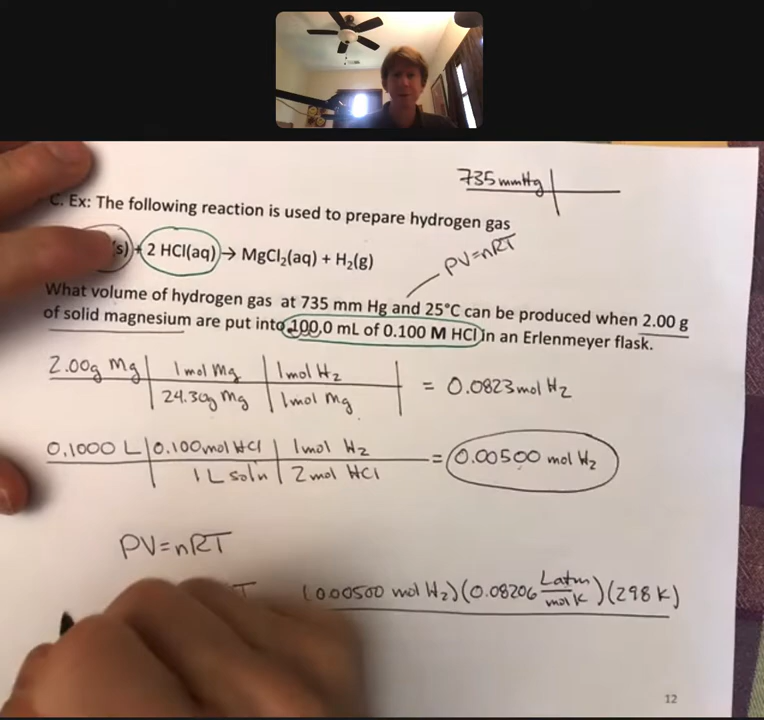 735 mmHg
C. Ex: The following reaction is used to prepare hydrogen gas
(s) + 2 HCl(aq) → MgCl₂(aq) + H₂(g)
PV=nRT
What volume of hydrogen gas at 735 mm Hg and 25°C can be produced when 2.00 g
of solid magnesium are put into 100.0 mL of 0.100 M HCl in an Erlenmeyer flask.
2.00g Mg | 1 mol Mg | 1 mol H₂
24.30g Mg | 1 mol Mg | = 0.0823 mol H₂
0.1000 L | 0.100 mol HCl | 1 mol H₂
1 L soln | 2 mol HCl = 0.00500 mol H₂
PV=nRT
T (0.00500 mol H₂)(0.08206 Latm/molK)(298 K)
12